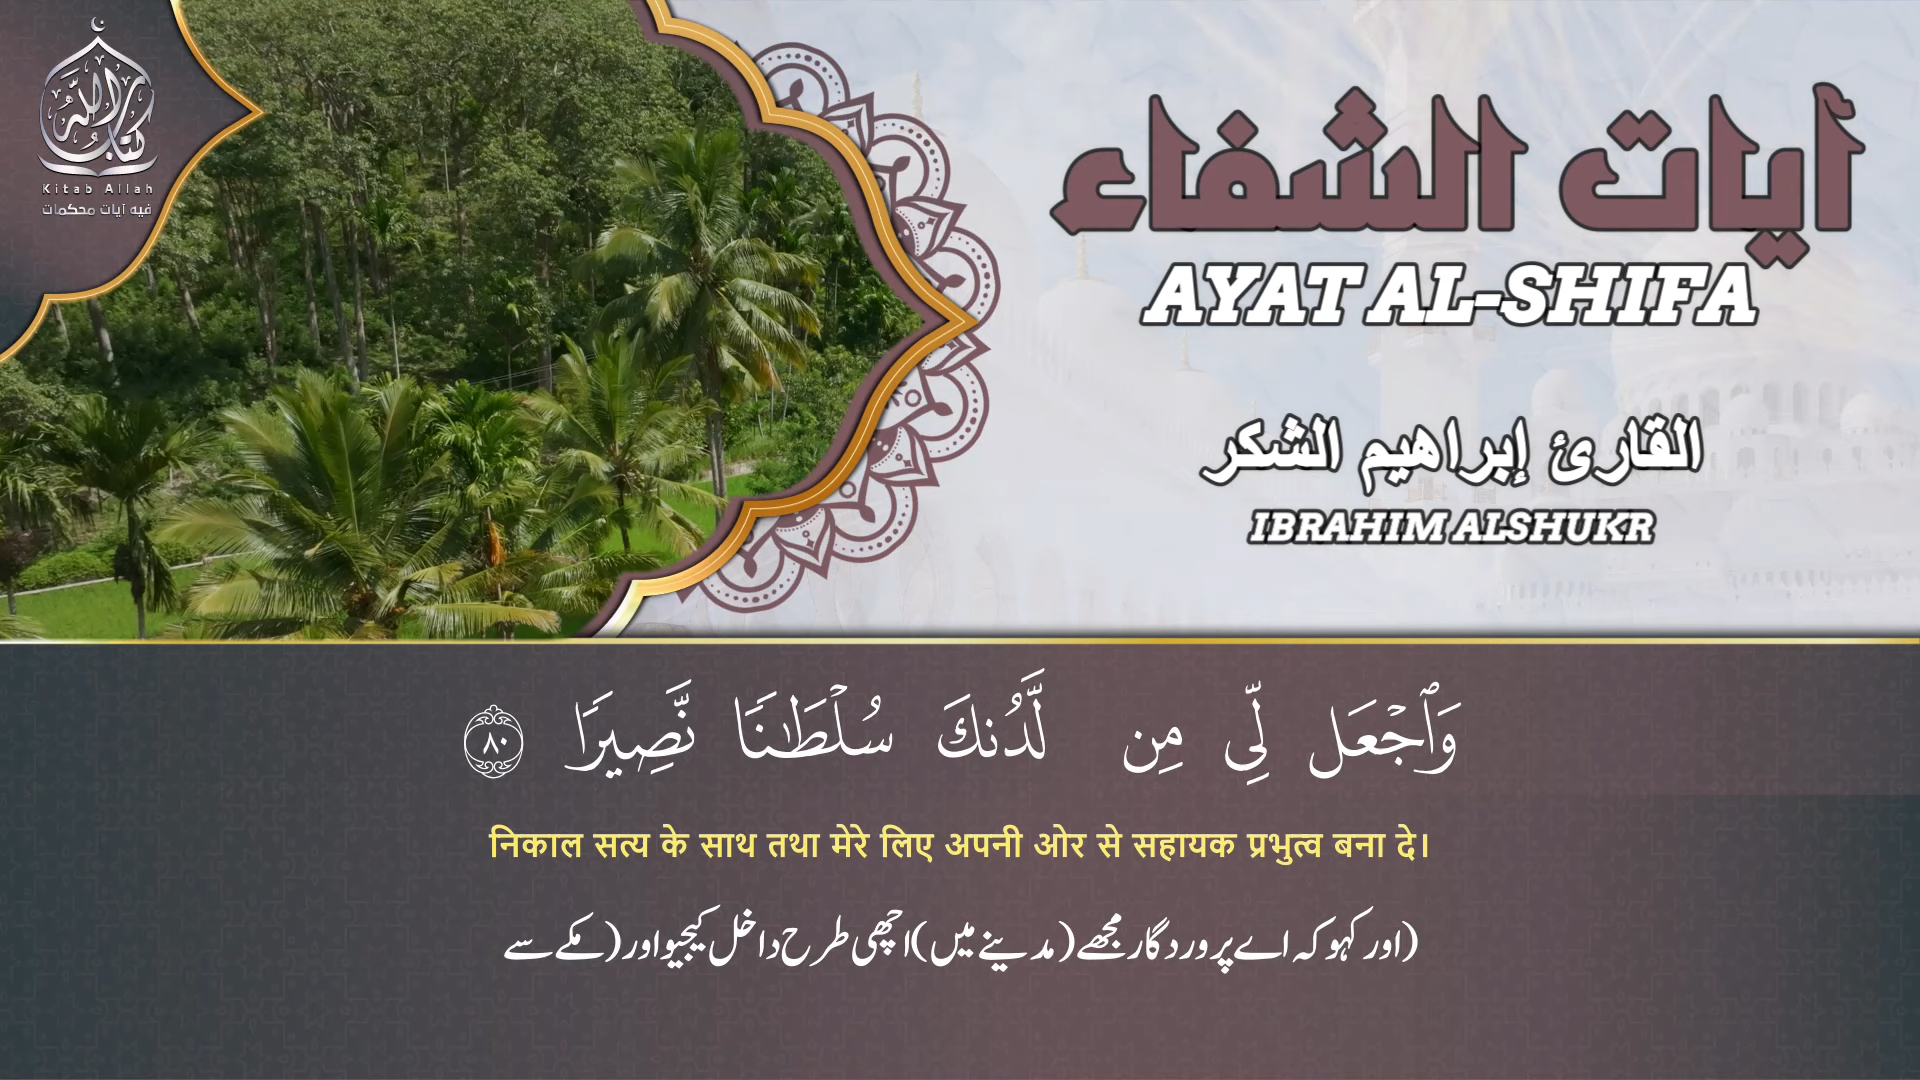 كتاب الله
Kitab Allah
فيه آيات محكمات
آيات الشفاء
AYAT AL-SHIFA
القارئ إبراهيم الشكر
IBRAHIM ALSHUKR
وَٱجۡعَل لِّي مِن لَّدُنكَ سُلۡطَٰنٗا نَّصِيرٗا ٨٠
निकाल सत्य के साथ तथा मेरे लिए अपनी ओर से सहायक प्रभुत्व बना दे।
(اور کہو کہ اے پروردگار مجھے (مدینے میں) اچھی طرح داخل کیجیو اور (مکے سے